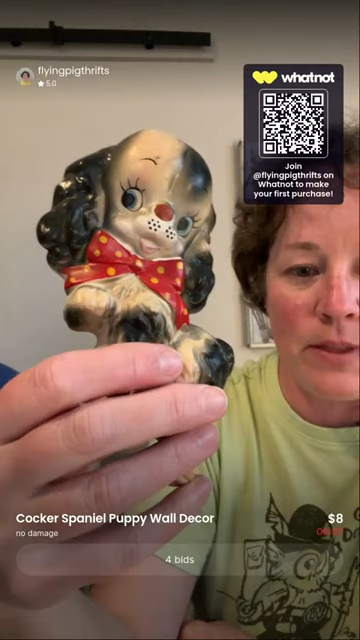 flyingpigthrifts
5.0
whatnot
Join
@flyingpigthrifts on
Whatnot to make
your first purchase!
Cocker Spaniel Puppy Wall Decor
$8
no damage
4 bids